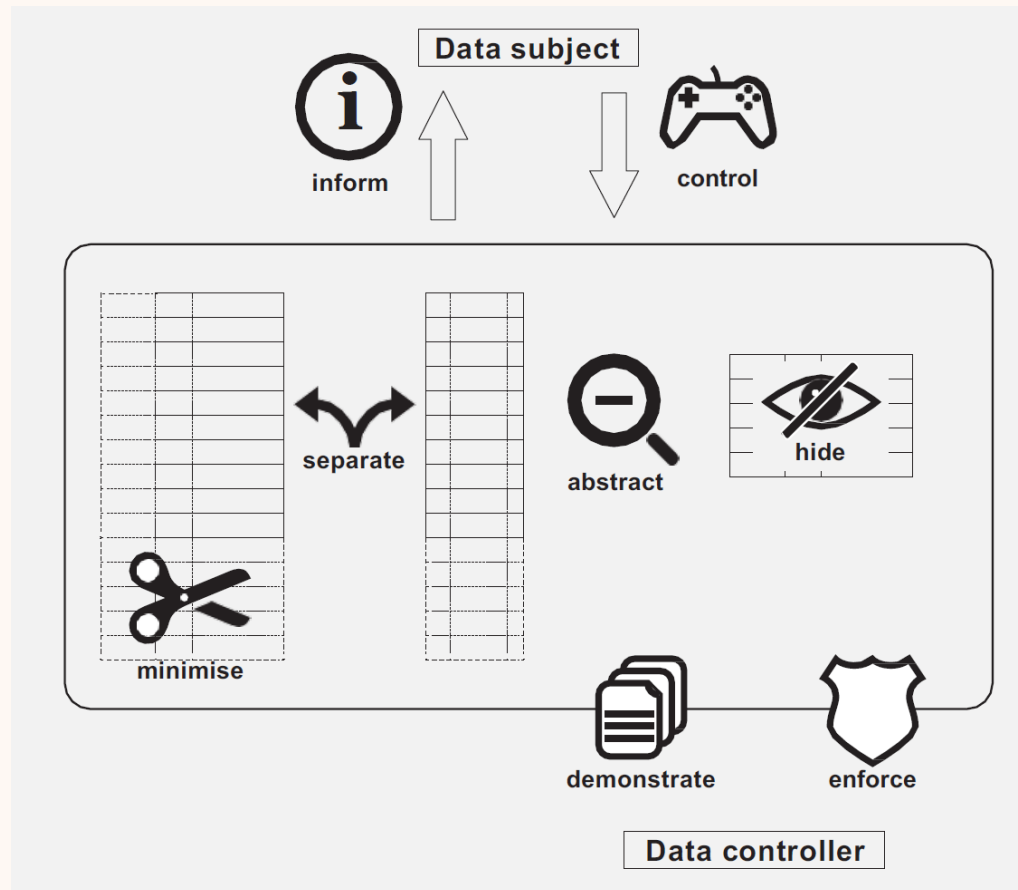 Data subject
i
inform
control
separate
abstract
hide
minimise
demonstrate
enforce
Data controller